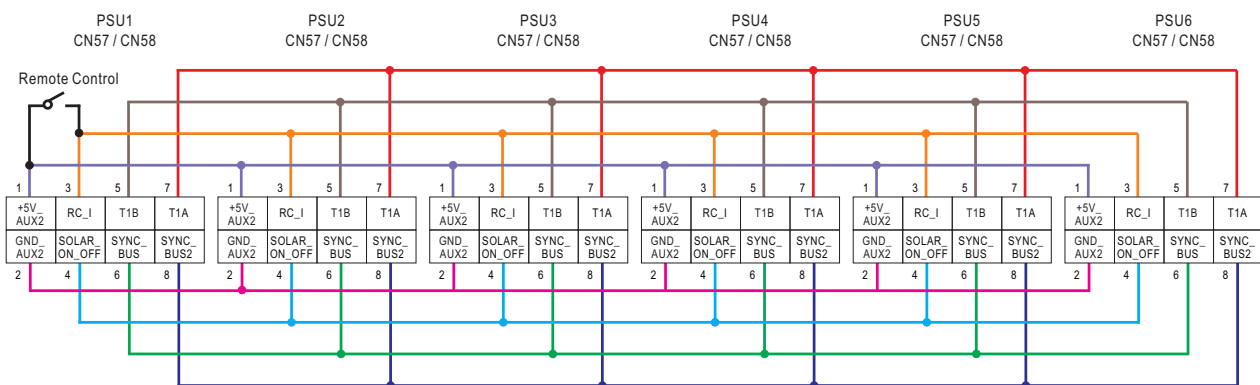 PSU1 PSU2 PSU3 PSU4 PSU5 PSU6
CN57 / CN58 CN57 / CN58 CN57 / CN58 CN57 / CN58 CN57 / CN58 CN57 / CN58
Remote Control
1 3 5 7 1 3 5 7 1 3 5 7 1 3 5 7 1 3 5 7 1 3 5 7
+5V_ RC_I T1B T1A +5V_ RC_I T1B T1A +5V_ RC_I T1B T1A +5V_ RC_I T1B T1A +5V_ RC_I T1B T1A +5V_ RC_I T1B T1A
AUX2 AUX2 AUX2 AUX2 AUX2 AUX2
GND_ SOLAR_ SYNC_ SYNC_ GND_ SOLAR_ SYNC_ SYNC_ GND_ SOLAR_ SYNC_ SYNC_ GND_ SOLAR_ SYNC_ SYNC_ GND_ SOLAR_ SYNC_ SYNC_ GND_ SOLAR_ SYNC_ SYNC_
AUX2 ON_OFF BUS BUS2 AUX2 ON_OFF BUS BUS2 AUX2 ON_OFF BUS BUS2 AUX2 ON_OFF BUS BUS2 AUX2 ON_OFF BUS BUS2 AUX2 ON_OFF BUS BUS2
2 4 6 8 2 4 6 8 2 4 6 8 2 4 6 8 2 4 6 8 2 4 6 8